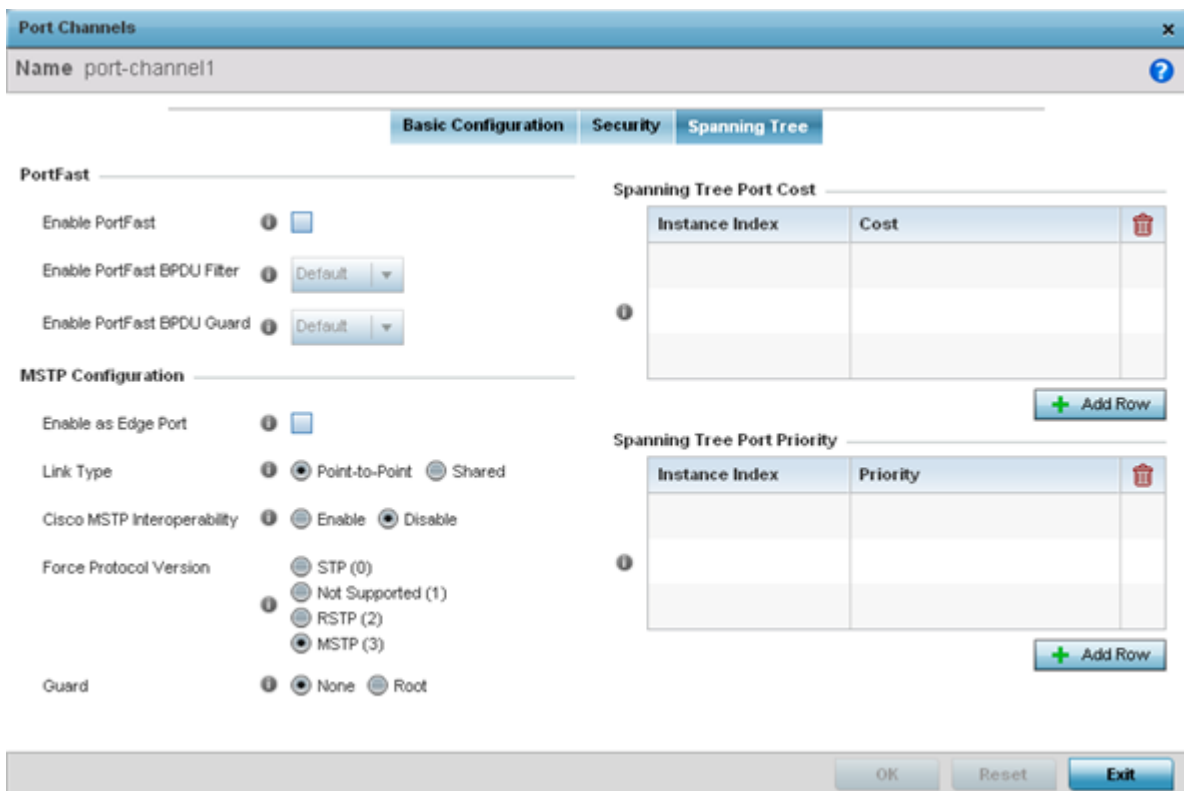 Port Channels
Name port-channel1
Basic Configuration
Security
Spanning Tree
PortFast
Enable PortFast
Enable PortFast BPDU Filter
Default
Enable PortFast BPDU Guard
Default
MSTP Configuration
Enable as Edge Port
Link Type
Point-to-Point
Shared
Cisco MSTP Interoperability
Enable
Disable
Force Protocol Version
STP (0)
Not Supported (1)
RSTP (2)
MSTP (3)
Guard
None
Root
Spanning Tree Port Cost
Instance Index
Cost
Add Row
Spanning Tree Port Priority
Instance Index
Priority
Add Row
OK
Reset
Exit